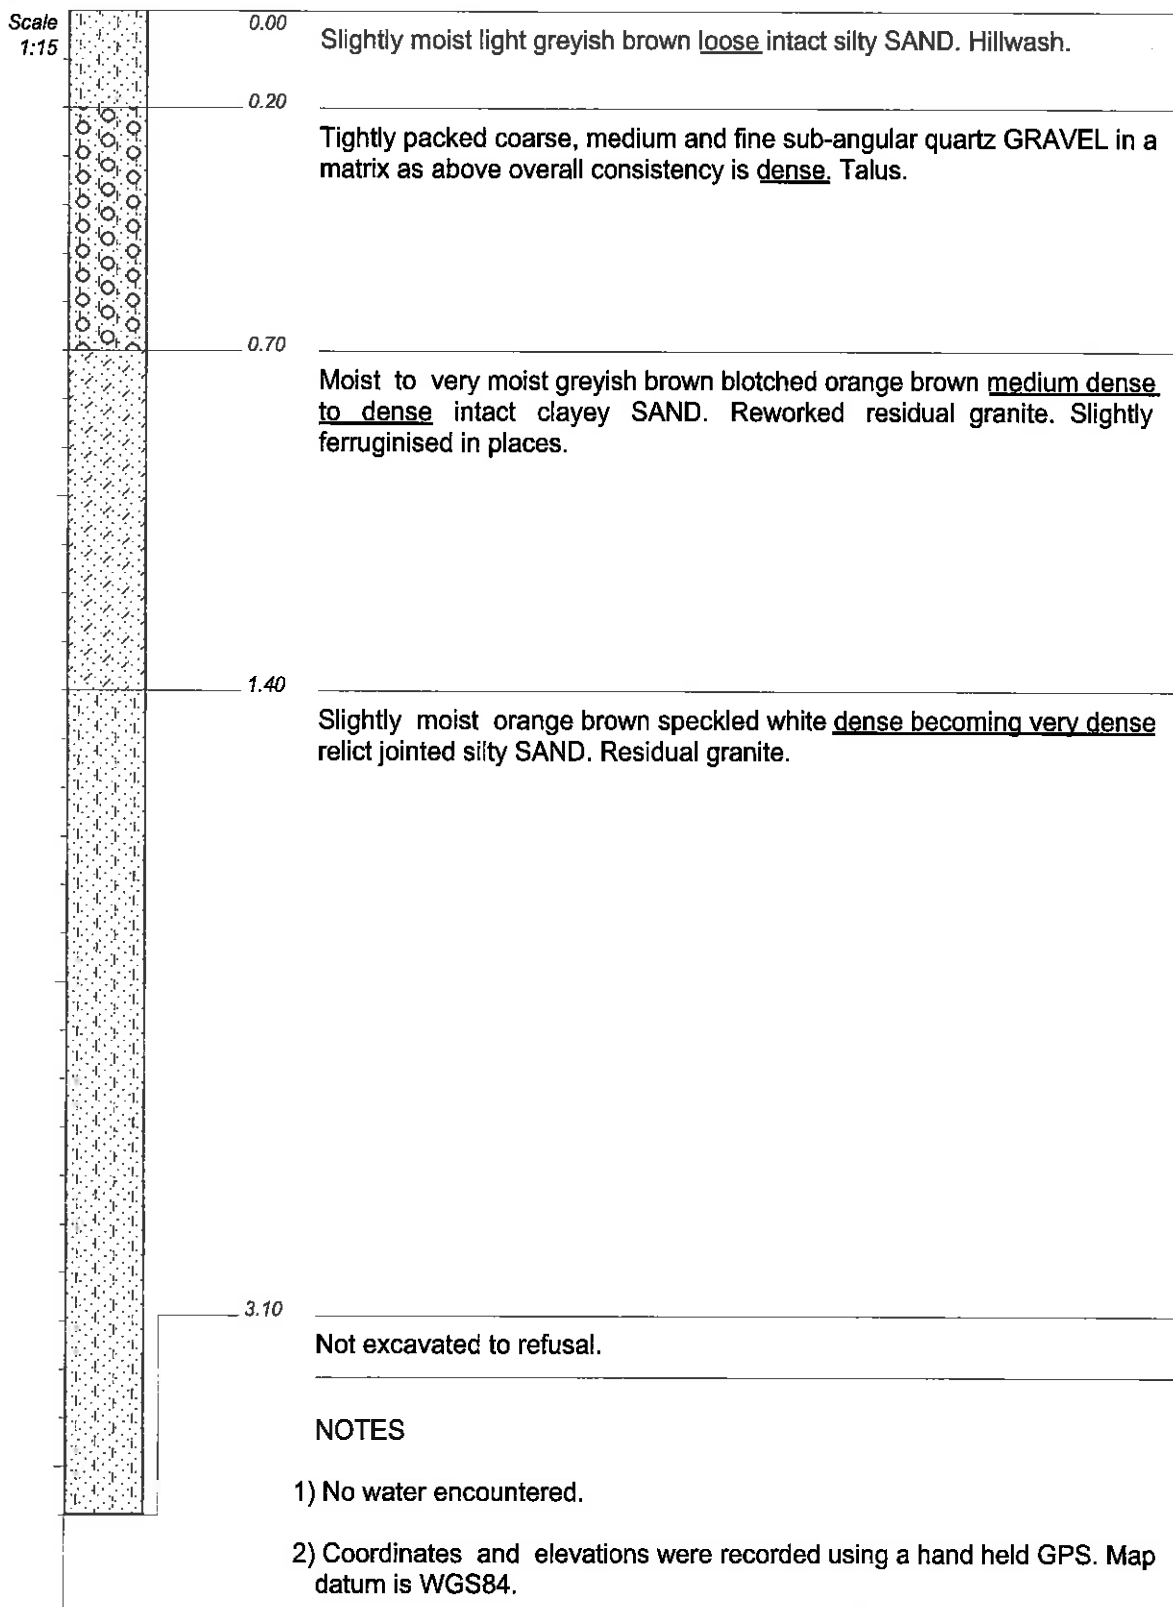 Scale
1:15
0.00
Slightly moist light greyish brown loose intact silty SAND. Hillwash.
0.20
Tightly packed coarse, medium and fine sub-angular quartz GRAVEL in a
matrix as above overall consistency is dense. Talus.
0.70
Moist to very moist greyish brown blotched orange brown medium dense
to dense intact clayey SAND. Reworked residual granite. Slightly
ferruginised in places.
1.40
Slightly moist orange brown speckled white dense becoming very dense
relict jointed silty SAND. Residual granite.
3.10
Not excavated to refusal.
NOTES
1) No water encountered.
2) Coordinates and elevations were recorded using a hand held GPS. Map
datum is WGS84.